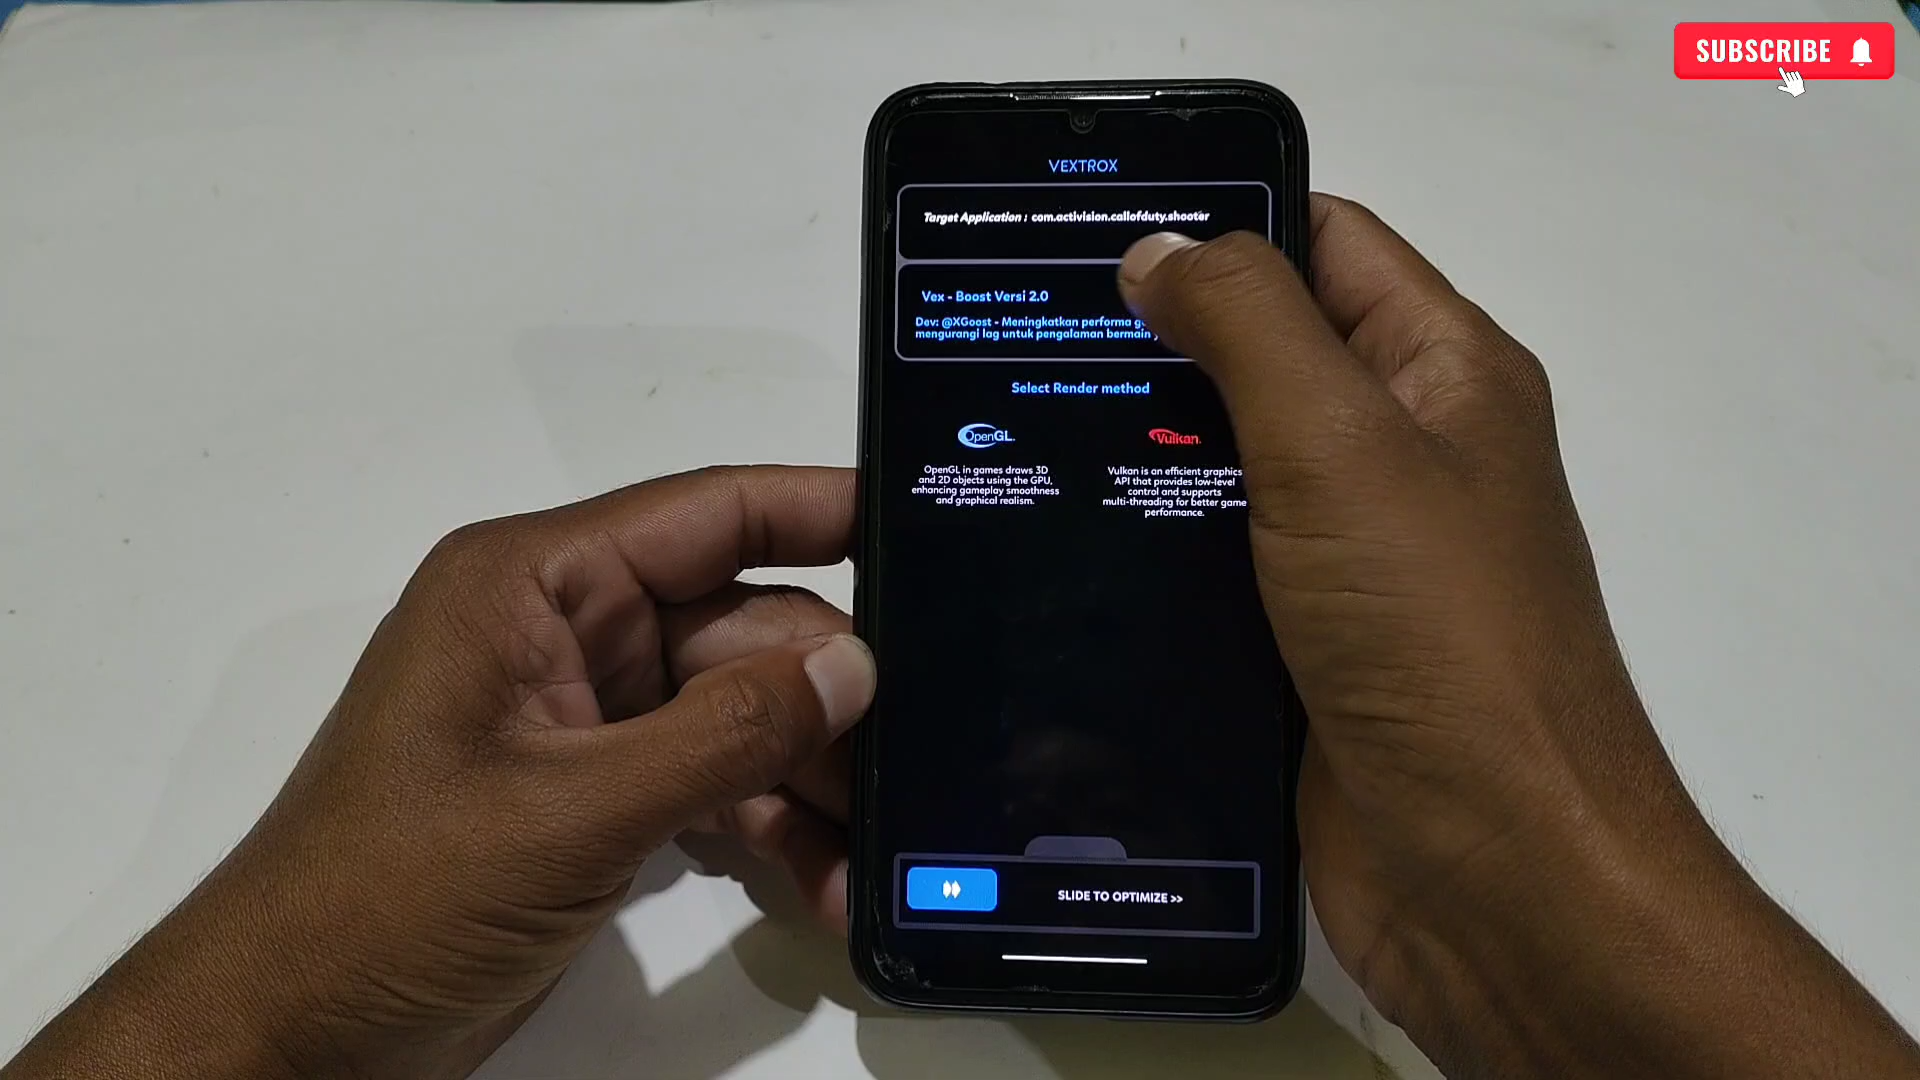 SUBSCRIBE
VEXTROX
Target Application : com.activision.callofduty.shooter
Vex - Boost Versi 2.0
Dev: @XGoost - Meningkatkan performa
mengurangi lag untuk pengalaman bermain
Select Render method
OpenGL.
OpenGL in games draws 3D
and 2D objects using the GPU,
enhancing gameplay smoothness
and graphical realism.
Vulkan.
Vulkan is an efficient graphics
API that provides low-level
control and supports
multi-threading for better game
performance.
SLIDE TO OPTIMIZE >>